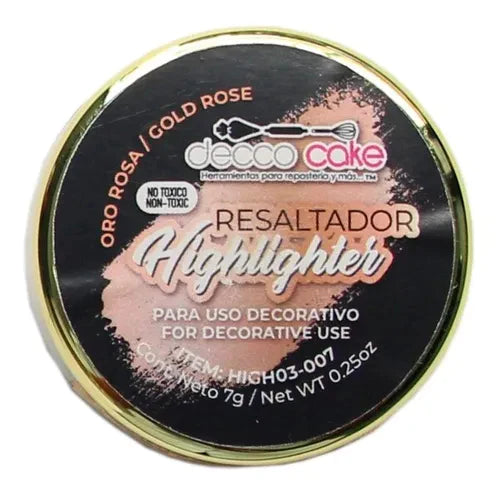 ORO ROSA / GOLD ROSE
decco cake
Herramientas para repostería y más...™
NO TÓXICO
NON-TOXIC
RESALTADOR
Highlighter
PARA USO DECORATIVO
FOR DECORATIVE USE
ITEM: HIGH03-007
Cont. Neto 7g / Net WT 0.25oz